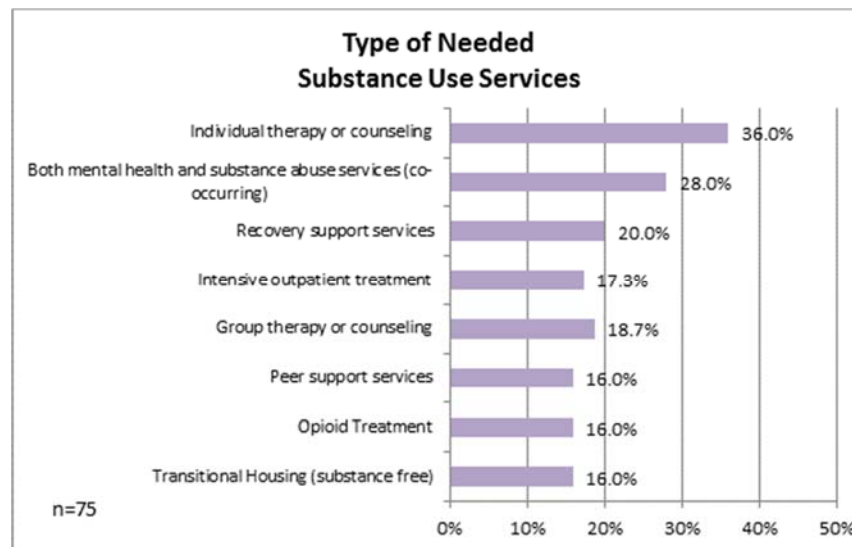 Type of Needed
Substance Use Services
Individual therapy or counseling
36.0%
Both mental health and substance abuse services (co-
occurring)
28.0%
Recovery support services
20.0%
Intensive outpatient treatment
17.3%
Group therapy or counseling
18.7%
Peer support services
16.0%
Opioid Treatment
16.0%
Transitional Housing (substance free)
16.0%
n=75
0% 10% 20% 30% 40% 50%